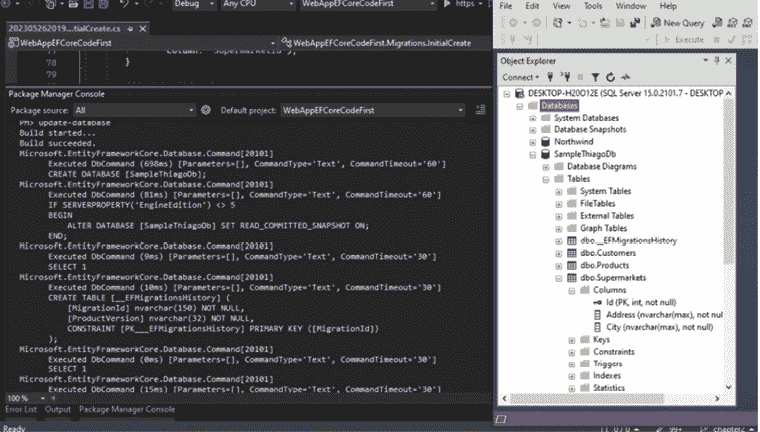 Debug
Any CPU
WebAppEFCoreCodeFirst
https
202305262019...tialCreate.cs
WebAppEFCoreCodeFirst
WebAppEFCoreCodeFirst.Migrations.InitialCreate
column: "SupermarketId");
78 }
79
Package Manager Console
Package source: All
Default project: WebAppEFCoreCodeFirst
PM> update-database
Build started...
Build succeeded.
Microsoft.EntityFrameworkCore.Database.Command[20101]
Executed DbCommand (698ms) [Parameters=[], CommandType='Text', CommandTimeout='60']
CREATE DATABASE [SampleThiagoDb];
Microsoft.EntityFrameworkCore.Database.Command[20101]
Executed DbCommand (81ms) [Parameters=[], CommandType='Text', CommandTimeout='60']
IF SERVERPROPERTY('EngineEdition') <> 5
BEGIN
ALTER DATABASE [SampleThiagoDb] SET READ_COMMITTED_SNAPSHOT ON;
END;
Microsoft.EntityFrameworkCore.Database.Command[20101]
Executed DbCommand (9ms) [Parameters=[], CommandType='Text', CommandTimeout='30']
SELECT 1
Microsoft.EntityFrameworkCore.Database.Command[20101]
Executed DbCommand (10ms) [Parameters=[], CommandType='Text', CommandTimeout='30']
CREATE TABLE [__EFMigrationsHistory] (
[MigrationId] nvarchar(150) NOT NULL,
[ProductVersion] nvarchar(32) NOT NULL,
CONSTRAINT [PK___EFMigrationsHistory] PRIMARY KEY ([MigrationId])
);
Microsoft.EntityFrameworkCore.Database.Command[20101]
Executed DbCommand (0ms) [Parameters=[], CommandType='Text', CommandTimeout='30']
SELECT 1
Microsoft.EntityFrameworkCore.Database.Command[20101]
Executed DbCommand (15ms) [Parameters=[], CommandType='Text', CommandTimeout='30']
100 %
Error List Output Package Manager Console
Ready
File Edit View Tools Window Help
New Query
Execute
Object Explorer
Connect
DESKTOP-H20O12E (SQL Server 15.0.2101.7 - DESKTOP
Databases
System Databases
Database Snapshots
Northwind
SampleThiagoDb
Database Diagrams
Tables
System Tables
FileTables
External Tables
Graph Tables
dbo.__EFMigrationsHistory
dbo.Customers
dbo.Products
dbo.Supermarkets
Columns
Id (PK, int, not null)
Address (nvarchar(max), not nul
City (nvarchar(max), not null)
Keys
Constraints
Triggers
Indexes
Statistics
99+